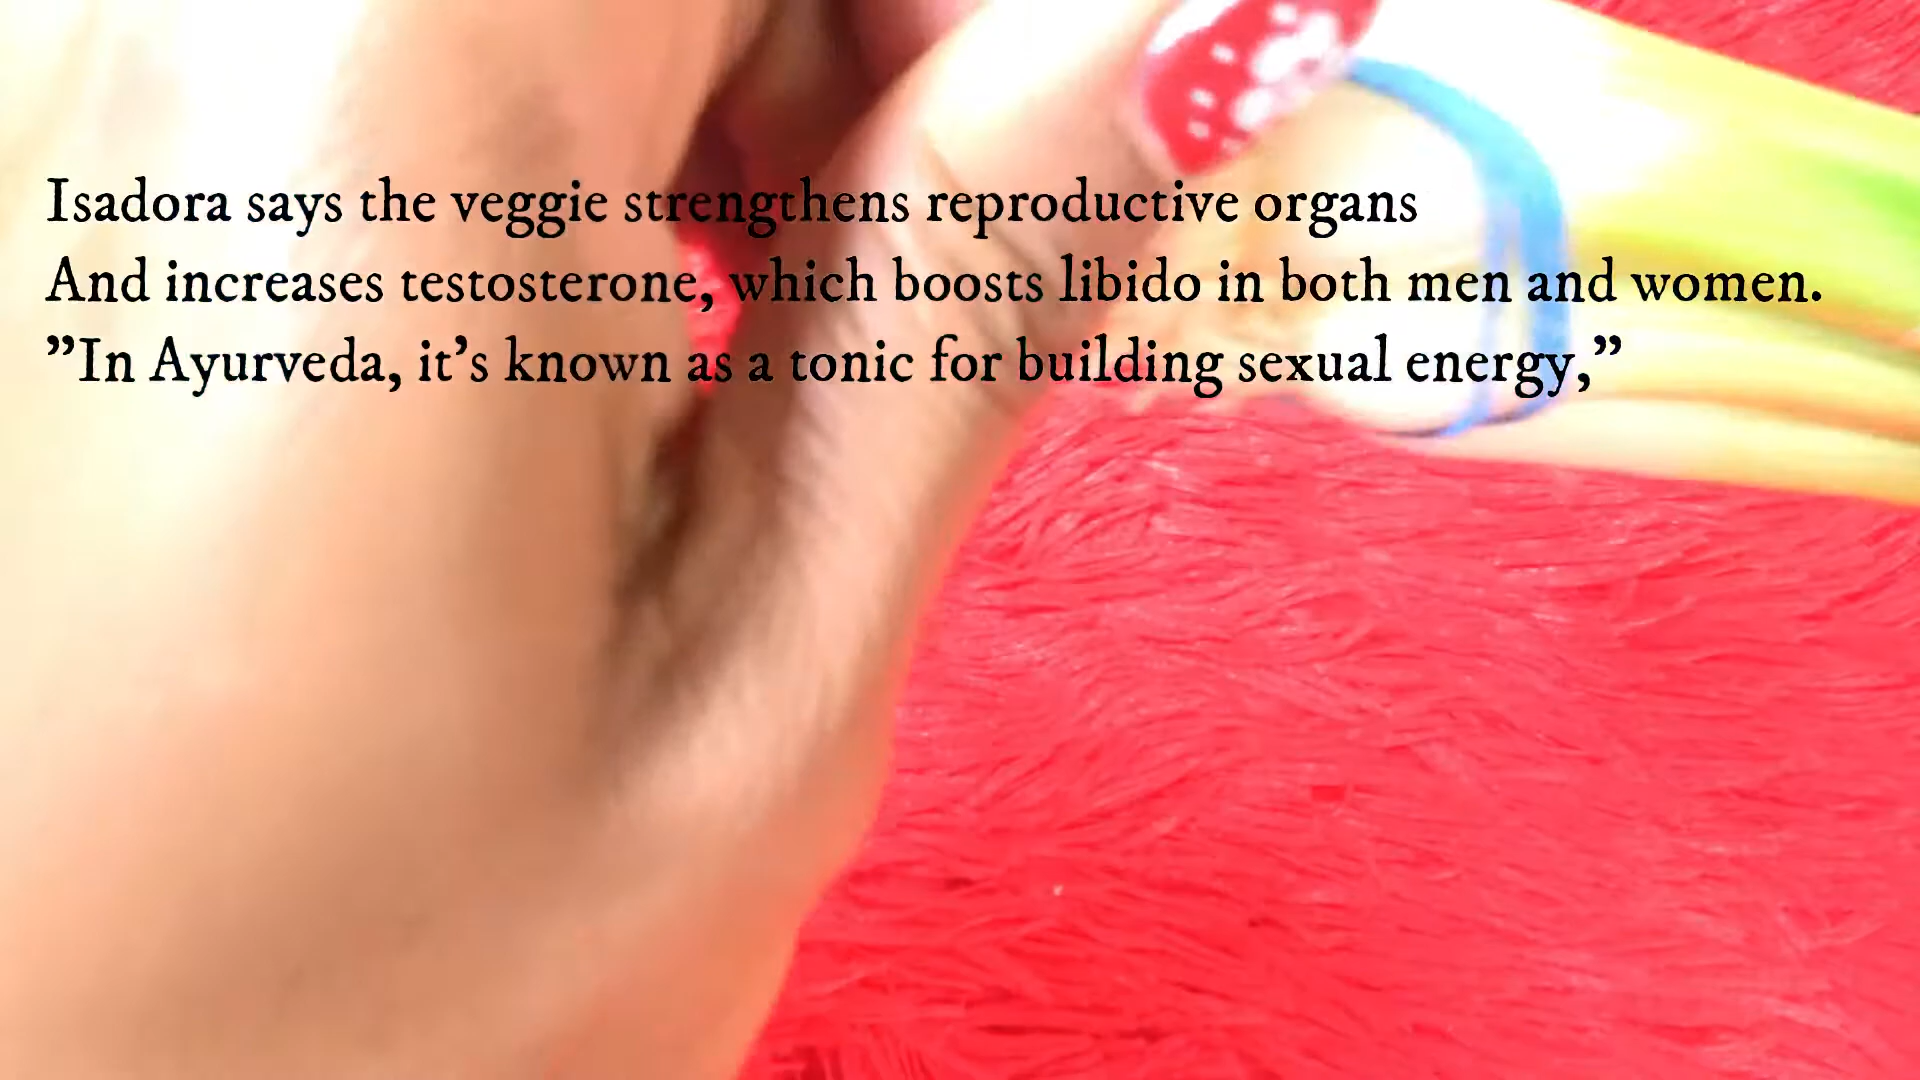 Isadora says the veggie strengthens reproductive organs
And increases testosterone, which boosts libido in both men and women.
”In Ayurveda, it’s known as a tonic for building sexual energy,”